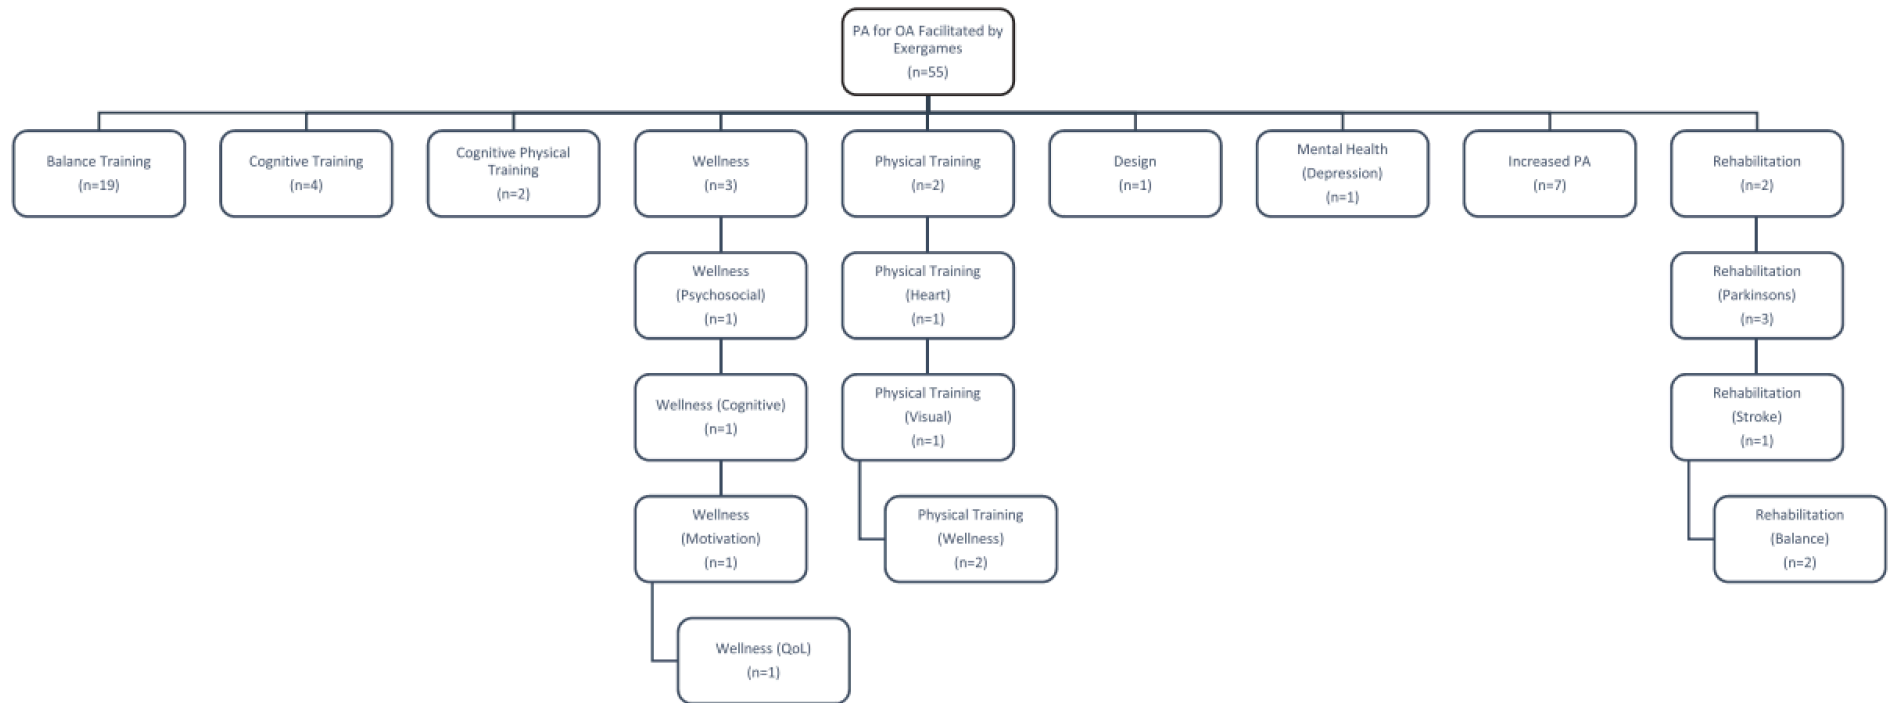 PA for OA Facilitated by
Exergames
(n=55)
Balance Training
(n=19)
Cognitive Training
(n=4)
Cognitive Physical
Training
(n=2)
Wellness
(n=3)
Physical Training
(n=2)
Design
(n=1)
Mental Health
(Depression)
(n=1)
Increased PA
(n=7)
Rehabilitation
(n=2)
Wellness
(Psychosocial)
(n=1)
Physical Training
(Heart)
(n=1)
Rehabilitation
(Parkinsons)
(n=3)
Wellness (Cognitive)
(n=1)
Physical Training
(Visual)
(n=1)
Rehabilitation
(Stroke)
(n=1)
Wellness
(Motivation)
(n=1)
Physical Training
(Wellness)
(n=2)
Rehabilitation
(Balance)
(n=2)
Wellness (QoL)
(n=1)